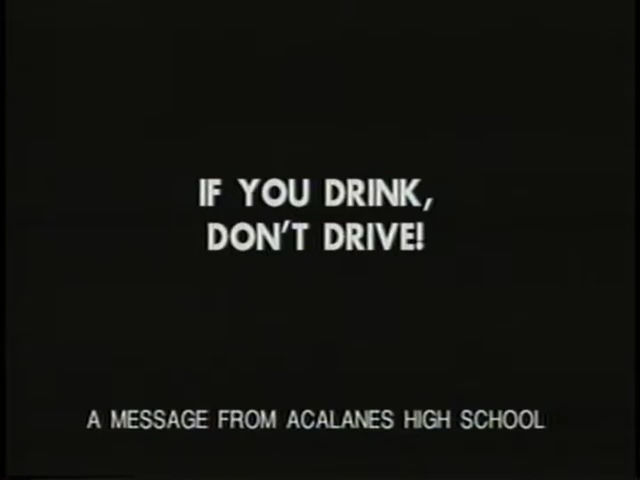 IF YOU DRINK,
DON'T DRIVE!
A MESSAGE FROM ACALANES HIGH SCHOOL